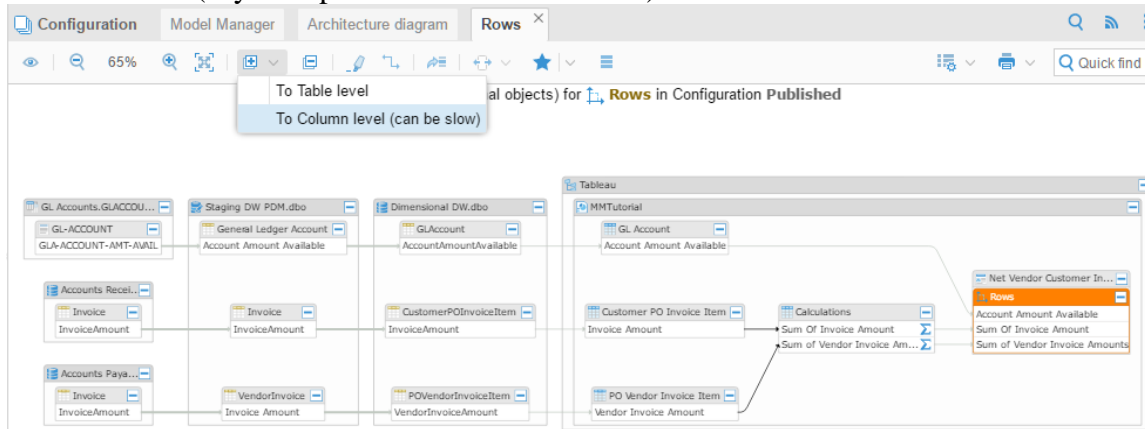 Configuration Model Manager Architecture diagram Rows
65% Quick find
To Table level
To Column level (can be slow)
al objects) for Rows in Configuration Published
Tableau
GL Accounts.GLACCOU... Staging DW PDM.dbo Dimensional DW.dbo MMTutorial
GL-ACCOUNT General Ledger Account GLAccount GL Account
GLA-ACCOUNT-AMT-AVAIL Account Amount Available AccountAmountAvailable Account Amount Available
Net Vendor Customer In...
Accounts Recei... Rows
Invoice Invoice CustomerPOInvoiceItem Customer PO Invoice Item Calculations Account Amount Available
InvoiceAmount InvoiceAmount InvoiceAmount Invoice Amount Sum Of Invoice Amount Σ Sum Of Invoice Amount
Sum of Vendor Invoice Am... Σ Sum of Vendor Invoice Amounts
Accounts Paya...
Invoice VendorInvoice POVendorInvoiceItem PO Vendor Invoice Item
InvoiceAmount Invoice Amount VendorInvoiceAmount Vendor Invoice Amount